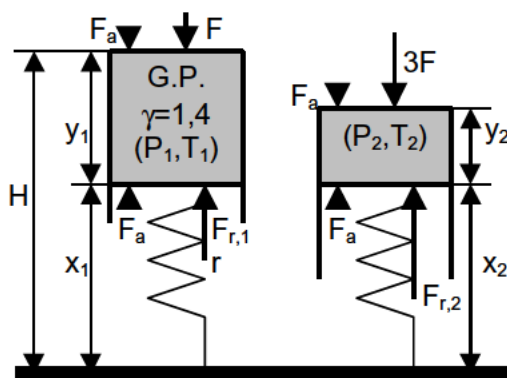 Fₐ F
G.P.
γ=1,4
(P₁,T₁)
y₁
H
x₁
Fₐ Fᵣ,₁
r
3F
Fₐ
(P₂,T₂)
y₂
Fₐ
x₂
Fᵣ,₂